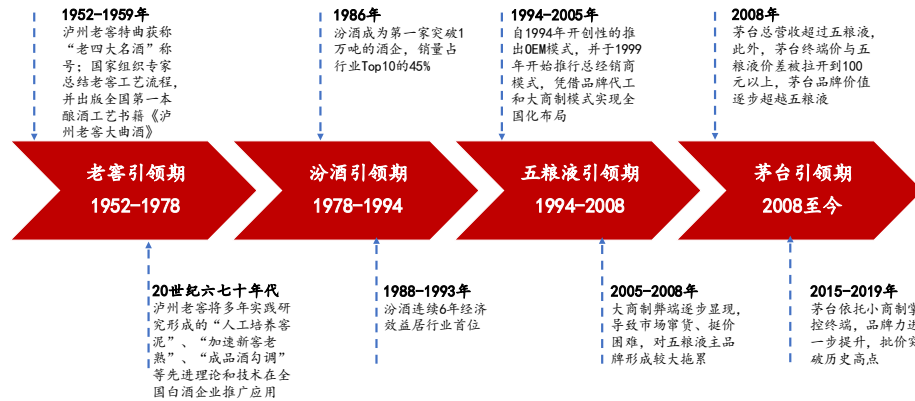 1952-1959年
泸州老窖特曲获称
“老四大名酒”称
号；国家组织专家
总结老窖工艺流程，
并出版全国第一本
酿酒工艺书籍《泸
州老窖大曲酒》
1986年
汾酒成为第一家突破1
万吨的酒企，销量占
行业Top10的45%
1994-2005年
自1994年开创性的推
出OEM模式，并于1999
年开始推行总经销商
模式，凭借品牌代工
和大商制模式实现全
国化布局
2008年
茅台总营收超过五粮液，
此外，茅台终端价与五
粮液价差被拉开到100
元以上，茅台品牌价值
逐步超越五粮液
老窖引领期
1952-1978
汾酒引领期
1978-1994
五粮液引领期
1994-2008
茅台引领期
2008至今
20世纪六七十年代
泸州老窖将多年实践研
究形成的“人工培养窖
泥”、“加速新窖老
熟”、“成品酒勾调”
等先进理论和技术在全
国白酒企业推广应用
1988-1993年
汾酒连续6年经济
效益居行业首位
2005-2008年
大商制弊端逐步显现，
导致市场窜货、挺价
困难，对五粮液主品
牌形成较大拖累
2015-2019年
茅台依托小商制掌
控终端，品牌力进
一步提升，批价突
破历史高点